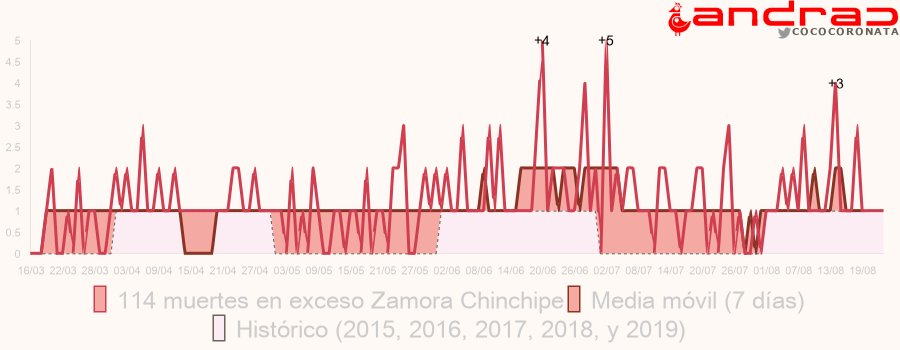 andrab
COCOCORONATA
+4
+5
+3
5
4.5
4
3.5
3
2.5
2
1.5
1
0.5
0
16/03 22/03 28/03 03/04 09/04 15/04 21/04 27/04 03/05 09/05 15/05 21/05 27/05 02/06 08/06 14/06 20/06 26/06 02/07 08/07 14/07 20/07 26/07 01/08 07/08 13/08 19/08
114 muertes en exceso Zamora Chinchipe Media móvil (7 días)
Histórico (2015, 2016, 2017, 2018, y 2019)